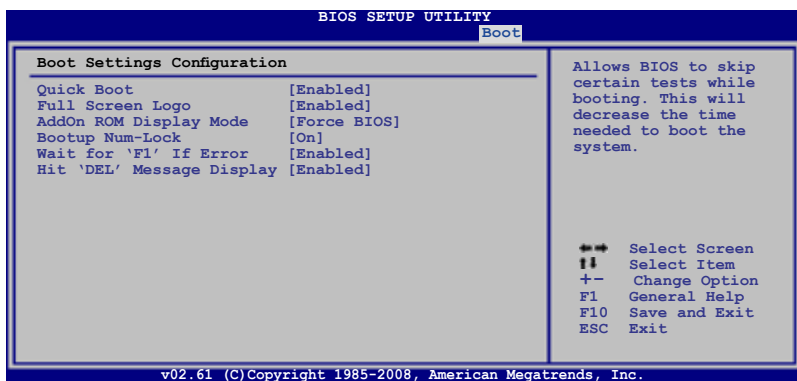 BIOS SETUP UTILITY
Boot
Boot Settings Configuration
Quick Boot [Enabled]
Full Screen Logo [Enabled]
AddOn ROM Display Mode [Force BIOS]
Bootup Num-Lock [On]
Wait for ‘F1’ If Error [Enabled]
Hit ‘DEL’ Message Display [Enabled]
Allows BIOS to skip
certain tests while
booting. This will
decrease the time
needed to boot the
system.
←→ Select Screen
↑↓ Select Item
+- Change Option
F1 General Help
F10 Save and Exit
ESC Exit
v02.61 (C)Copyright 1985-2008, American Megatrends, Inc.